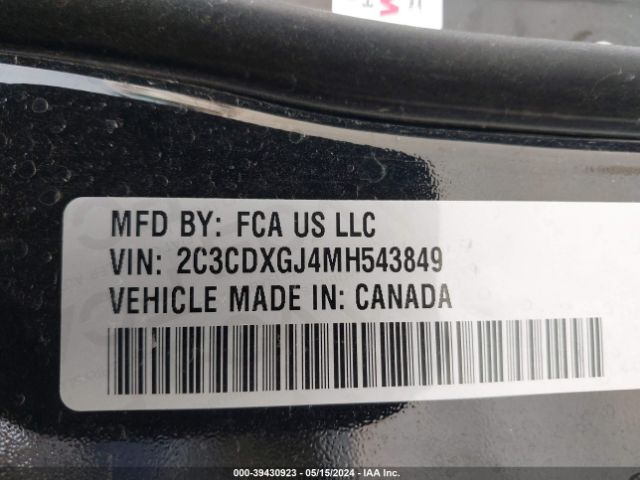 MFD BY: FCA US LLC
VIN: 2C3CDXGJ4MH543849
VEHICLE MADE IN: CANADA
000-39430923 - 05/15/2024 - IAA Inc.